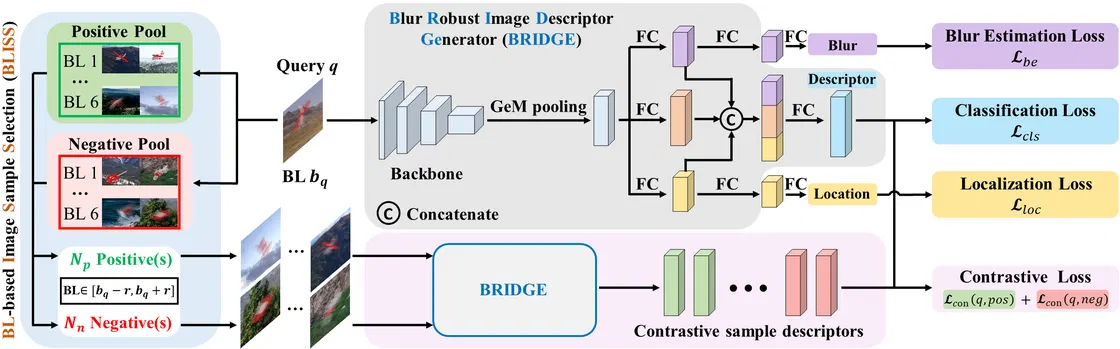 BL-based Image Sample Selection (BLISS)
Positive Pool
BL 1
...
BL 6
Negative Pool
BL 1
...
BL 6
N_p Positive(s)
BL∈ [b_q − r, b_q + r]
N_n Negative(s)
Query q
BL b_q
...
...
Blur Robust Image Descriptor
Generator (BRIDGE)
Backbone
GeM pooling
C Concatenate
FC
FC
FC
Blur
FC
C
FC
Descriptor
FC
FC
FC
Location
BRIDGE
Contrastive sample descriptors
Blur Estimation Loss
ℒ_be
Classification Loss
ℒ_cls
Localization Loss
ℒ_loc
Contrastive Loss
ℒ_con(q, pos) + ℒ_con(q, neg)